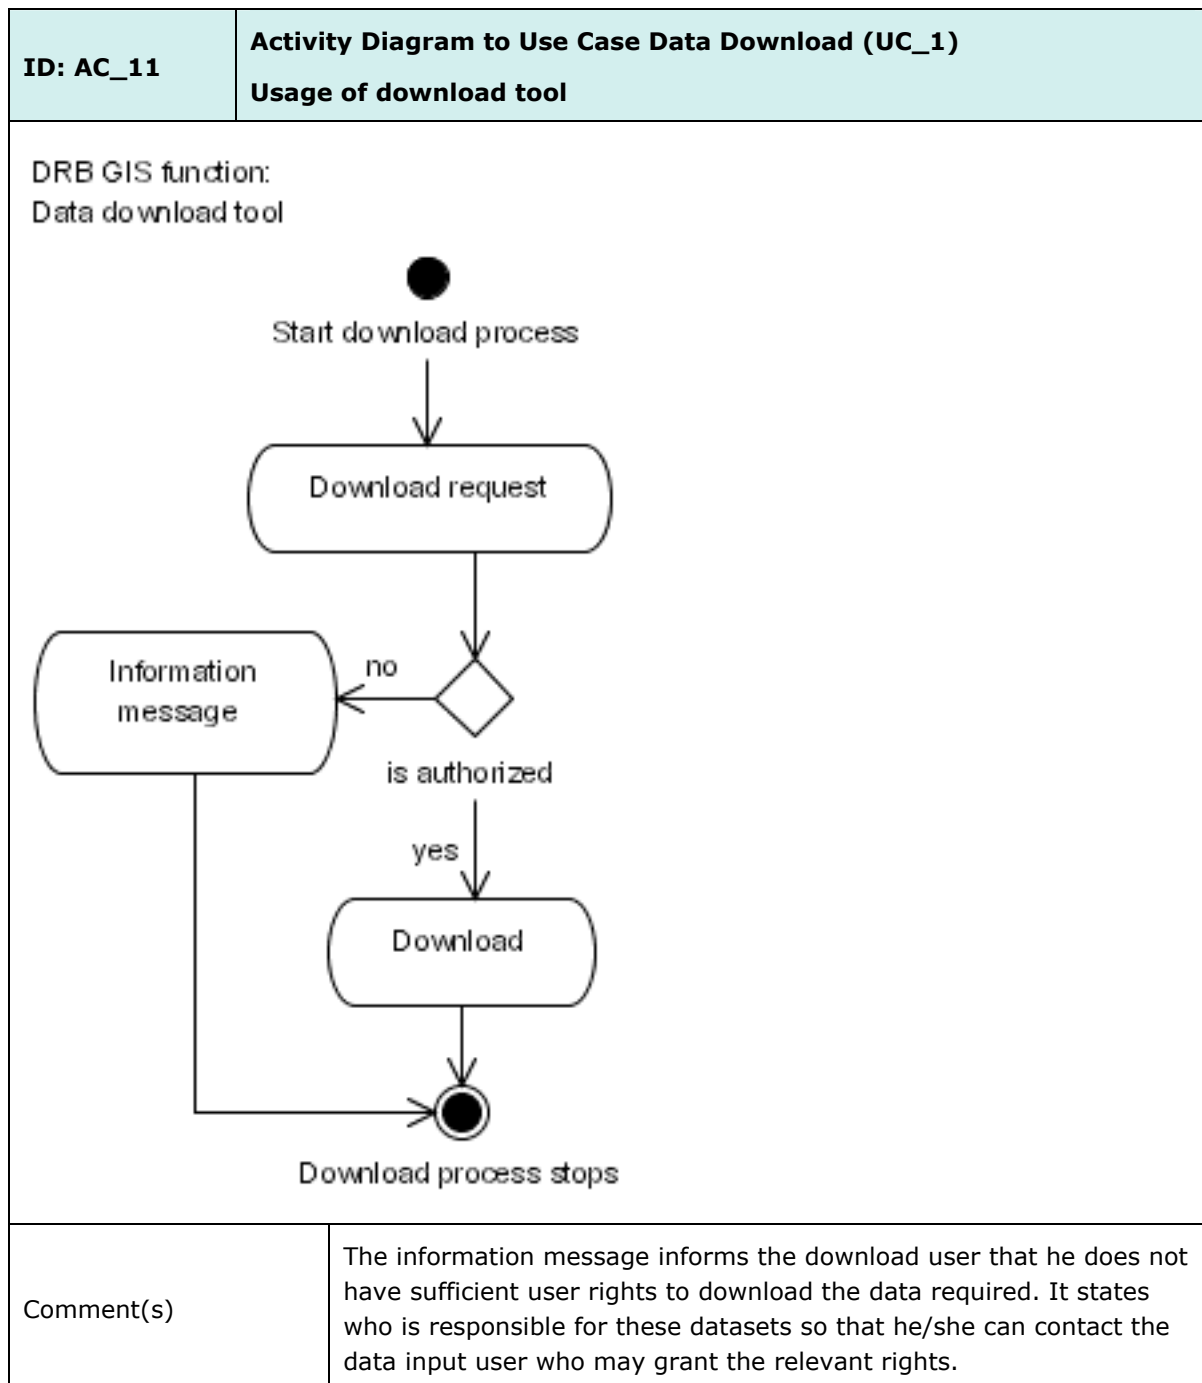 ID: AC_11
Activity Diagram to Use Case Data Download (UC_1)
Usage of download tool
DRB GIS function:
Data download tool
Start download process
Download request
Information
message
no
is authorized
yes
Download
Download process stops
Comment(s)
The information message informs the download user that he does not
have sufficient user rights to download the data required. It states
who is responsible for these datasets so that he/she can contact the
data input user who may grant the relevant rights.